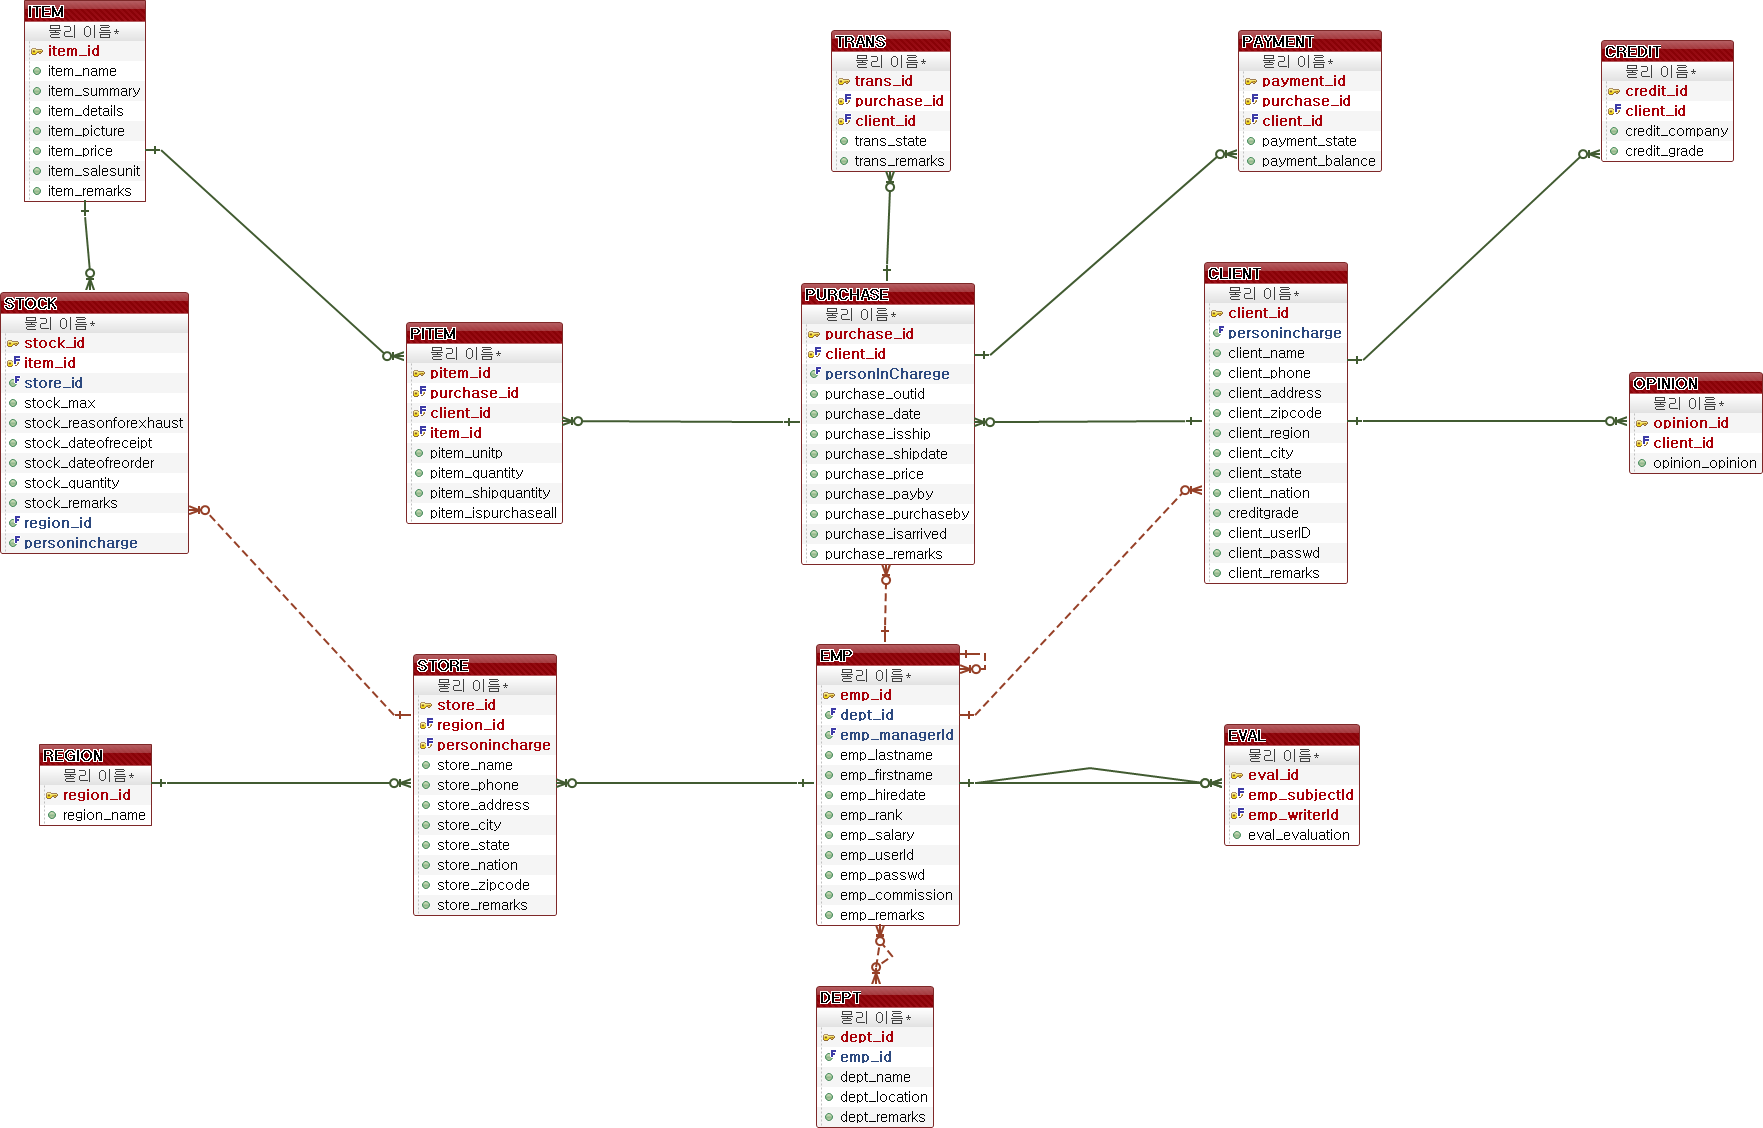 ITEM
물리 이름*
item_id
item_name
item_summary
item_details
item_picture
item_price
item_salesunit
item_remarks
TRANS
물리 이름*
trans_id
purchase_id
client_id
trans_state
trans_remarks
PAYMENT
물리 이름*
payment_id
purchase_id
client_id
payment_state
payment_balance
CREDIT
물리 이름*
credit_id
client_id
credit_company
credit_grade
STOCK
물리 이름*
stock_id
item_id
store_id
stock_max
stock_reasonforexhaust
stock_dateofreceipt
stock_dateofreorder
stock_quantity
stock_remarks
region_id
personincharge
PITEM
물리 이름*
pitem_id
purchase_id
client_id
item_id
pitem_unitp
pitem_quantity
pitem_shipquantity
pitem_ispurchaseall
PURCHASE
물리 이름*
purchase_id
client_id
personInCharege
purchase_outid
purchase_date
purchase_isship
purchase_shipdate
purchase_price
purchase_payby
purchase_purchaseby
purchase_isarrived
purchase_remarks
CLIENT
물리 이름*
client_id
personincharge
client_name
client_phone
client_address
client_zipcode
client_region
client_city
client_state
client_nation
creditgrade
client_userID
client_passwd
client_remarks
OPINION
물리 이름*
opinion_id
client_id
opinion_opinion
REGION
물리 이름*
region_id
region_name
STORE
물리 이름*
store_id
region_id
personincharge
store_name
store_phone
store_address
store_city
store_state
store_nation
store_zipcode
store_remarks
EMP
물리 이름*
emp_id
dept_id
emp_managerId
emp_lastname
emp_firstname
emp_hiredate
emp_rank
emp_salary
emp_userId
emp_passwd
emp_commission
emp_remarks
EVAL
물리 이름*
eval_id
emp_subjectId
emp_writerId
eval_evaluation
DEPT
물리 이름*
dept_id
emp_id
dept_name
dept_location
dept_remarks